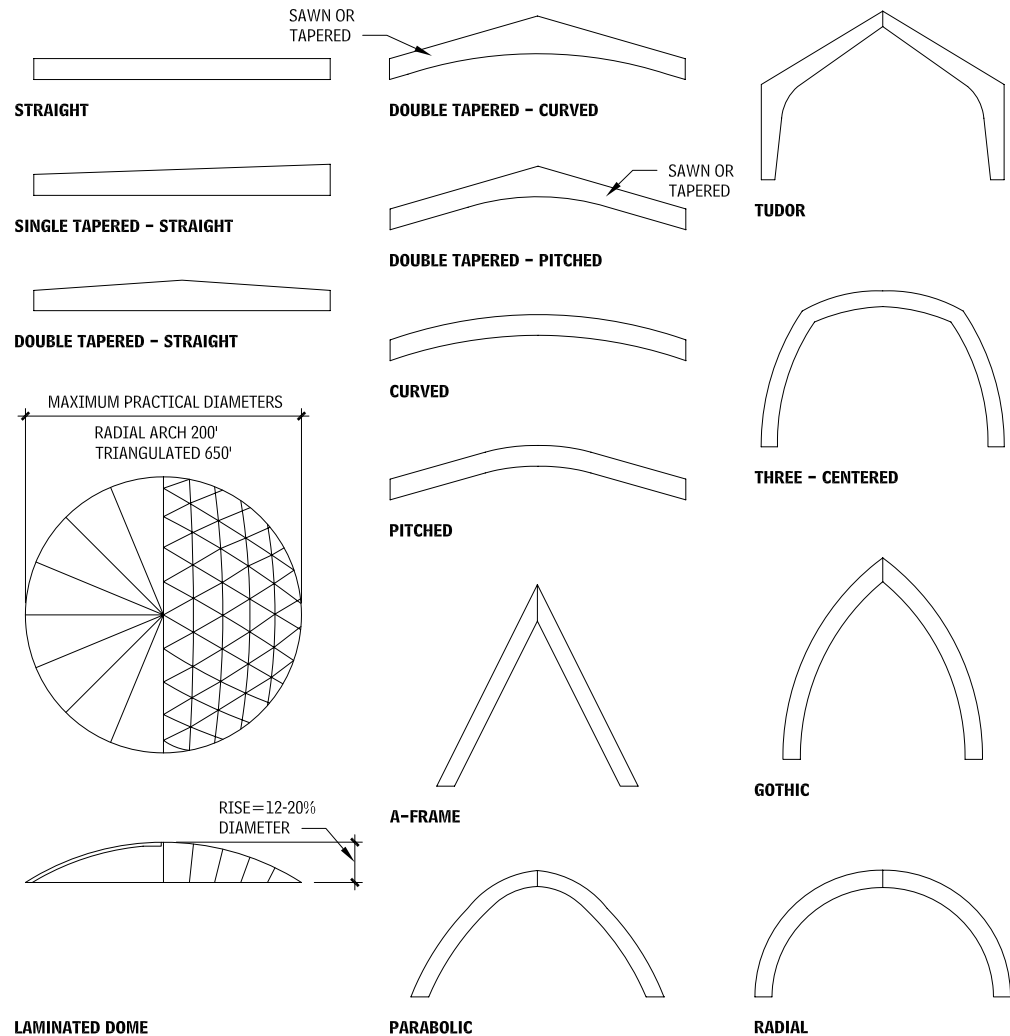 STRAIGHT
SINGLE TAPERED – STRAIGHT
DOUBLE TAPERED – STRAIGHT
MAXIMUM PRACTICAL DIAMETERS
RADIAL ARCH 200'
TRIANGULATED 650'
RISE=12-20%
DIAMETER
LAMINATED DOME
SAWN OR
TAPERED
DOUBLE TAPERED – CURVED
SAWN OR
TAPERED
DOUBLE TAPERED – PITCHED
CURVED
PITCHED
A–FRAME
PARABOLIC
TUDOR
THREE – CENTERED
GOTHIC
RADIAL